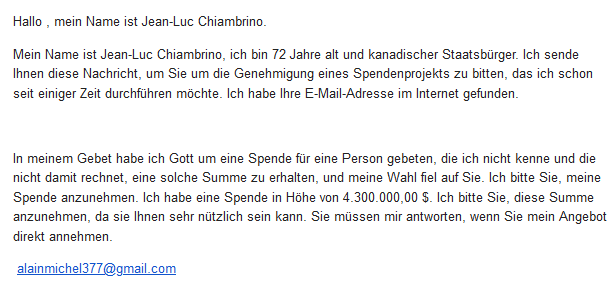 Hallo , mein Name ist Jean-Luc Chiambrino.
Mein Name ist Jean-Luc Chiambrino, ich bin 72 Jahre alt und kanadischer Staatsbürger. Ich sende
Ihnen diese Nachricht, um Sie um die Genehmigung eines Spendenprojekts zu bitten, das ich schon
seit einiger Zeit durchführen möchte. Ich habe Ihre E-Mail-Adresse im Internet gefunden.
In meinem Gebet habe ich Gott um eine Spende für eine Person gebeten, die ich nicht kenne und die
nicht damit rechnet, eine solche Summe zu erhalten, und meine Wahl fiel auf Sie. Ich bitte Sie, meine
Spende anzunehmen. Ich habe eine Spende in Höhe von 4.300.000,00 $. Ich bitte Sie, diese Summe
anzunehmen, da sie Ihnen sehr nützlich sein kann. Sie müssen mir antworten, wenn Sie mein Angebot
direkt annehmen.
alainmichel377@gmail.com